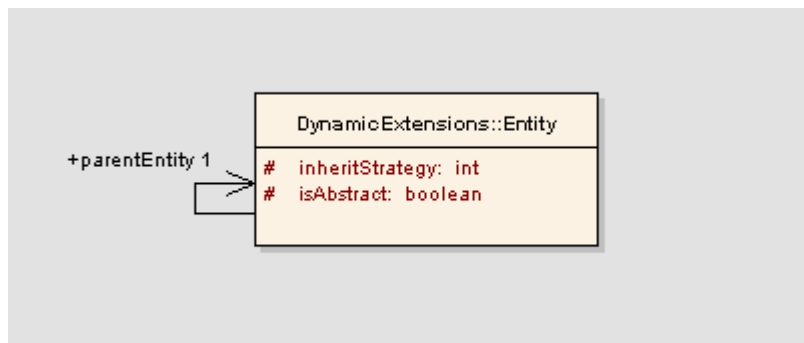 DynamicExtensions::Entity
+parentEntity 1
# inheritStrategy: int
# isAbstract: boolean